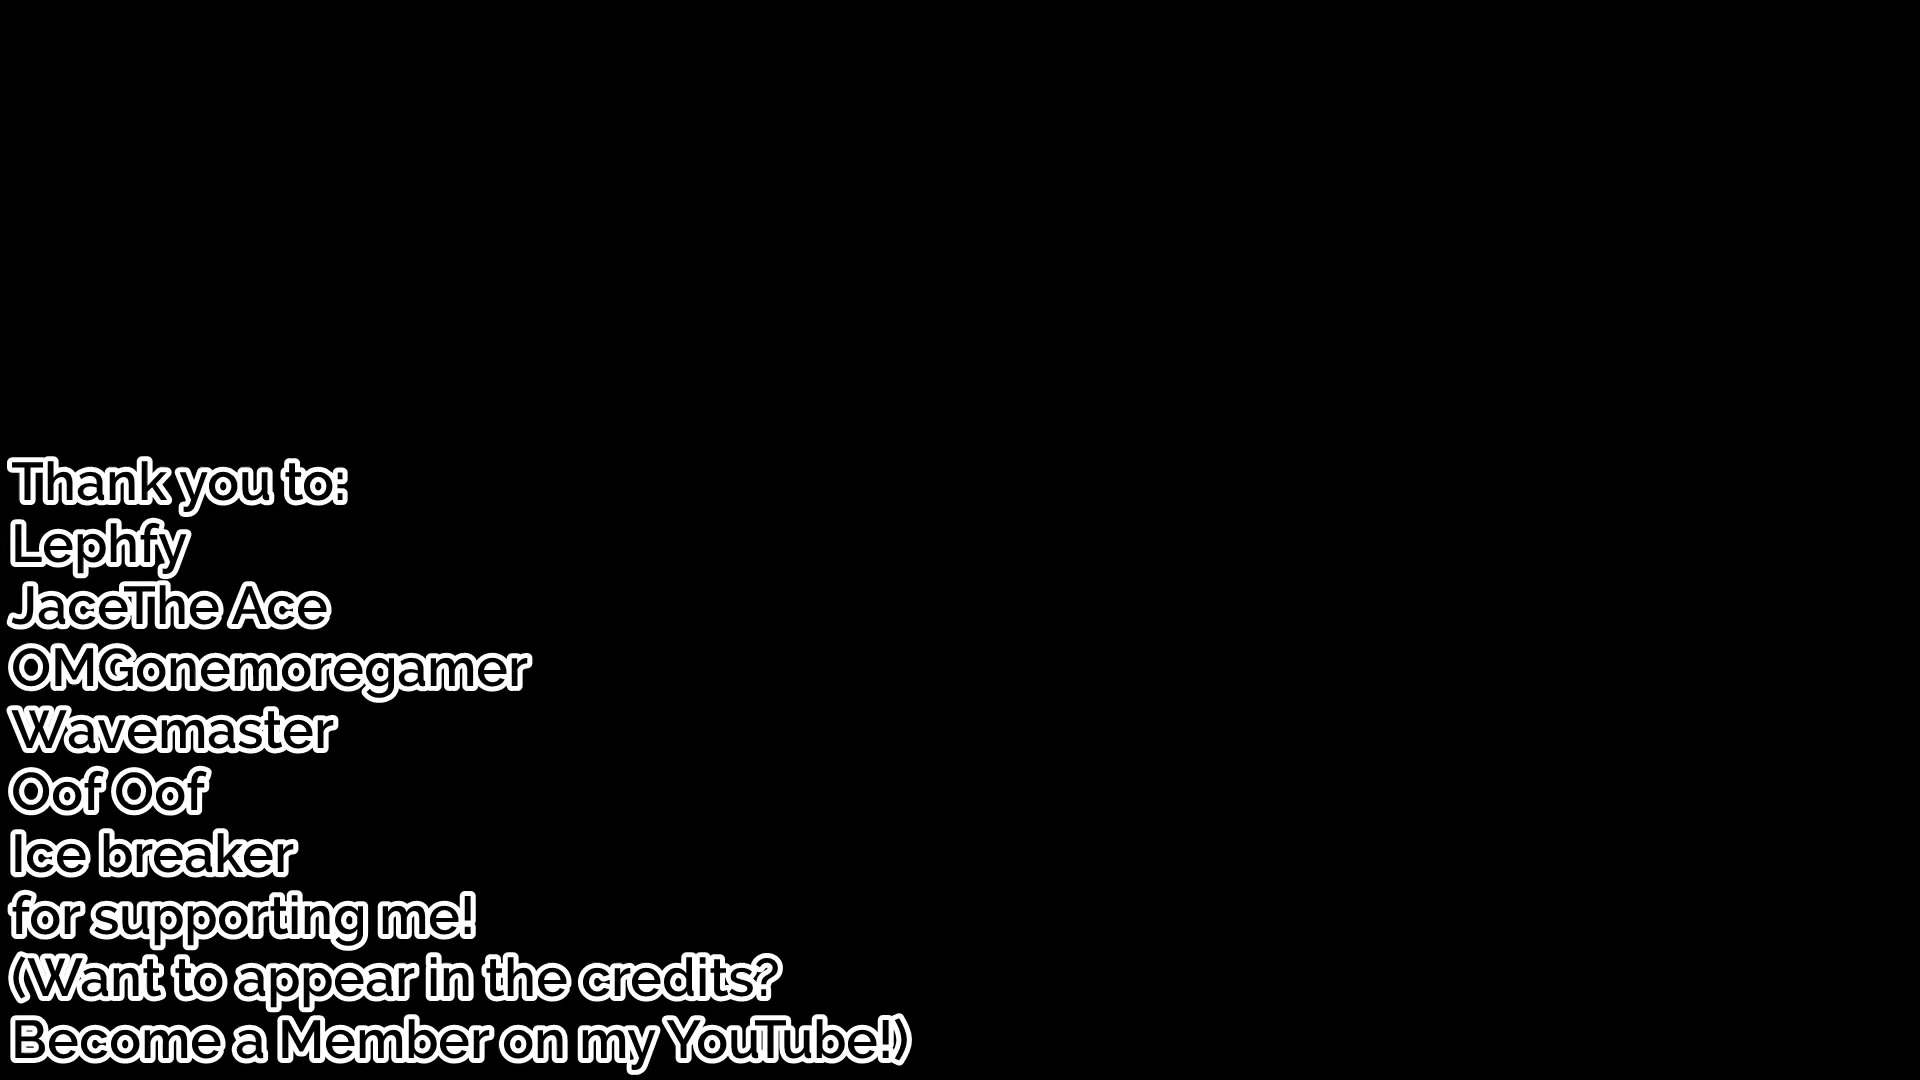 Thank you to:
Lephfy
JaceThe Ace
OMGonemoregamer
Wavemaster
Oof Oof
Ice breaker
for supporting me!
(Want to appear in the credits?
Become a Member on my YouTube!)